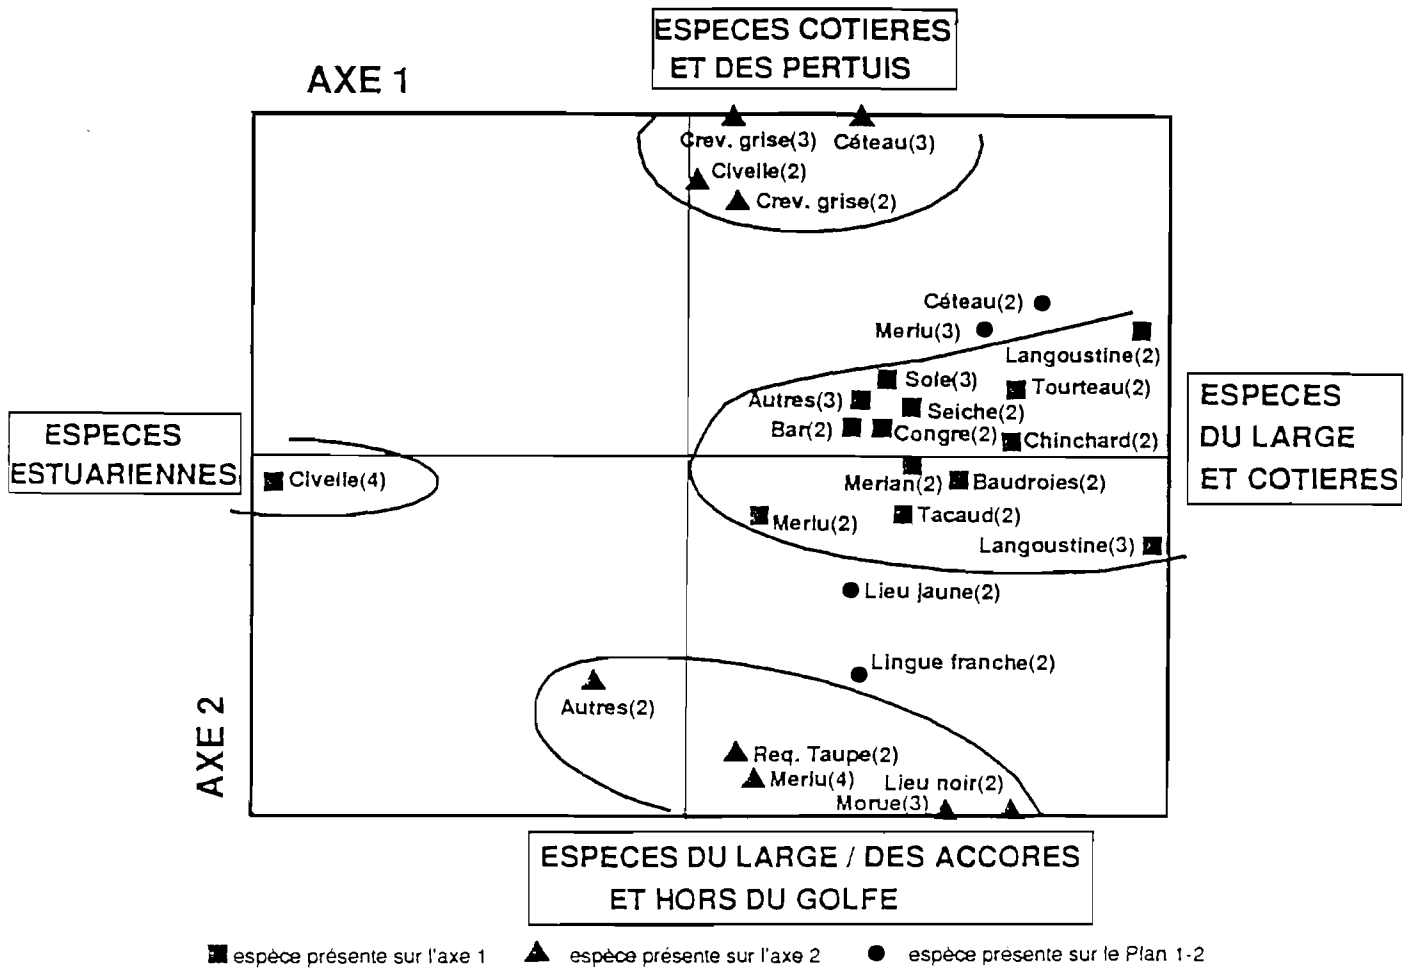 ESPECES COTIERES
ET DES PERTUIS
AXE 1
Crev. grise(3)
Céteau(3)
Civelle(2)
Crev. grise(2)
Céteau(2)
Merlu(3)
Langoustine(2)
Sole(3)
Tourteau(2)
Autres(3)
Seiche(2)
Bar(2)
Congre(2)
Chinchard(2)
ESPECES
DU LARGE
ET COTIERES
ESPECES
ESTUARIENNES
Civelle(4)
Merlan(2)
Baudroies(2)
Merlu(2)
Tacaud(2)
Langoustine(3)
Lieu jaune(2)
Lingue franche(2)
Autres(2)
AXE 2
Req. Taupe(2)
Merlu(4)
Lieu noir(2)
Morue(3)
ESPECES DU LARGE / DES ACCORES
ET HORS DU GOLFE
espèce présente sur l'axe 1
espèce présente sur l'axe 2
espèce présente sur le Plan 1-2